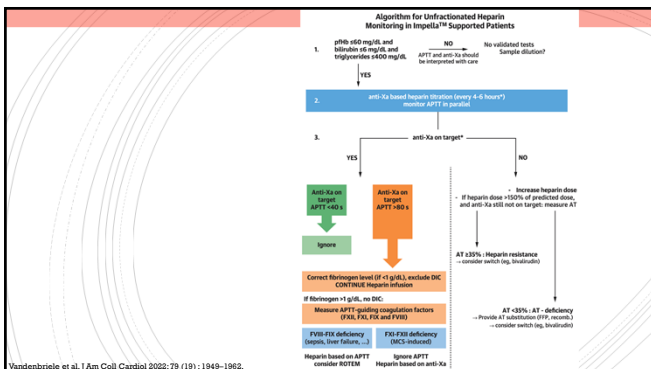 Algorithm for Unfractionated Heparin
Monitoring in Impella™ Supported Patients
1.
pfHb ≤60 mg/dL and
bilirubin ≤6 mg/dL and
triglycerides ≤400 mg/dL
NO
APTT and anti-Xa should
be interpreted with care
No validated tests
Sample dilution?
YES
2.
anti-Xa based heparin titration (every 4-6 hours*)
monitor APTT in parallel
3.
anti-Xa on target*
YES
NO
Anti-Xa on
target
APTT <40 s
Anti-Xa on
target
APTT >80 s
- Increase heparin dose
- If heparin dose >150% of predicted dose,
and anti-Xa still not on target: measure AT
Ignore
AT ≥35% : Heparin resistance
→ consider switch (eg, bivalirudin)
Correct fibrinogen level (if <1 g/dL), exclude DIC
CONTINUE Heparin infusion
If fibrinogen >1 g/dL, no DIC:
Measure APTT-guiding coagulation factors
(FXII, FXI, FIX and FVIII)
AT <35% : AT - deficiency
→ Provide AT substitution (FFP, recomb.)
→ consider switch (eg, bivalirudin)
FVIII-FIX deficiency
(sepsis, liver failure, ...)
FXI-FXII deficiency
(MCS-induced)
Heparin based on APTT
consider ROTEM
Ignore APTT
Heparin based on anti-Xa
Vandenbriele et al. J Am Coll Cardiol 2022; 79 (19) : 1949–1962.